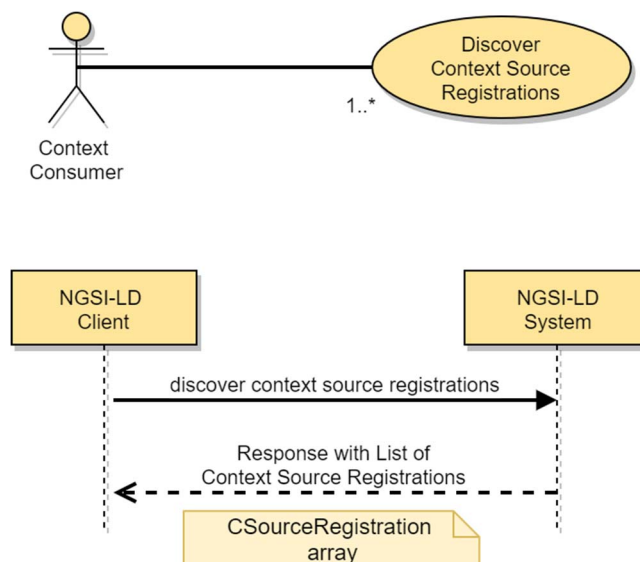 Discover
Context Source
Registrations
1..*
Context
Consumer
NGSI-LD
Client
NGSI-LD
System
discover context source registrations
Response with List of
Context Source Registrations
CSourceRegistration
array